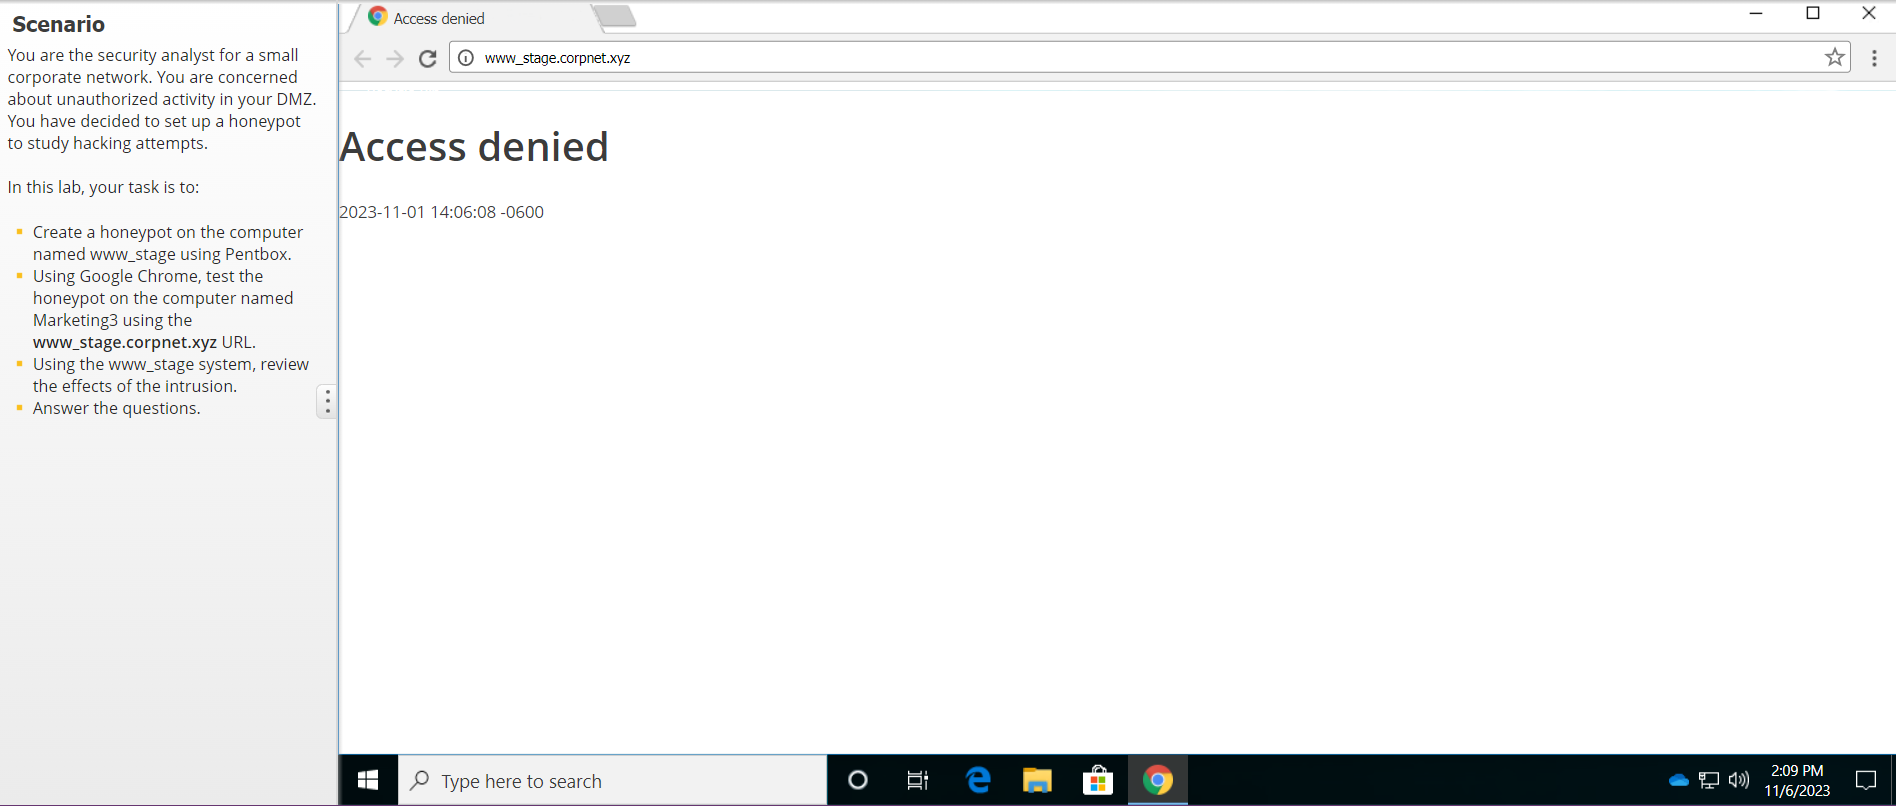 Scenario
You are the security analyst for a small
corporate network. You are concerned
about unauthorized activity in your DMZ.
You have decided to set up a honeypot
to study hacking attempts.
In this lab, your task is to:
Create a honeypot on the computer
named www_stage using Pentbox.
Using Google Chrome, test the
honeypot on the computer named
Marketing3 using the
www_stage.corpnet.xyz URL.
Using the www_stage system, review
the effects of the intrusion.
Answer the questions.
Access denied
www_stage.corpnet.xyz
Access denied
2023-11-01 14:06:08 -0600
Type here to search
2:09 PM
11/6/2023